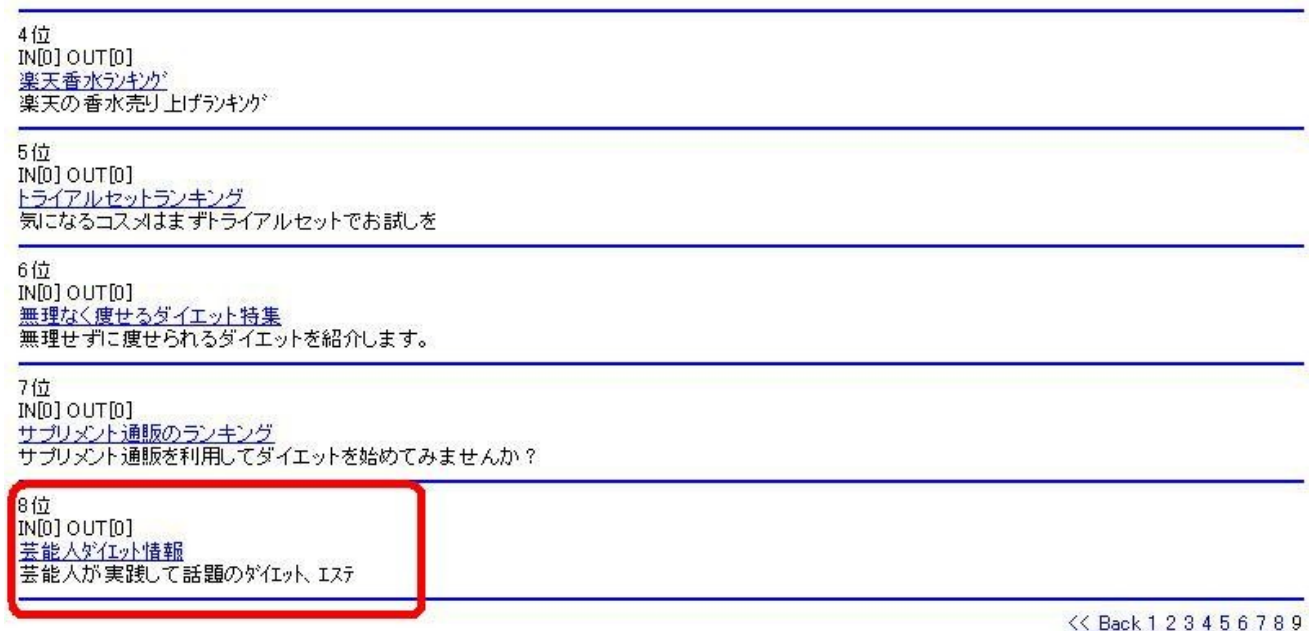 4位
IN[0] OUT[0]
楽天香水ﾗﾝｷﾝｸﾞ
楽天の香水売り上げﾗﾝｷﾝｸﾞ
5位
IN[0] OUT[0]
トライアルセットランキング
気になるコスメはまずトライアルセットでお試しを
6位
IN[0] OUT[0]
無理なく痩せるダイエット特集
無理せずに痩せられるダイエットを紹介します。
7位
IN[0] OUT[0]
サプリメント通販のランキング
サプリメント通販を利用してダイエットを始めてみませんか？
8位
IN[0] OUT[0]
芸能人ﾀﾞｲｴｯﾄ情報
芸能人が実践して話題のﾀﾞｲｴｯﾄ、ｴｽﾃ
<< Back 1 2 3 4 5 6 7 8 9